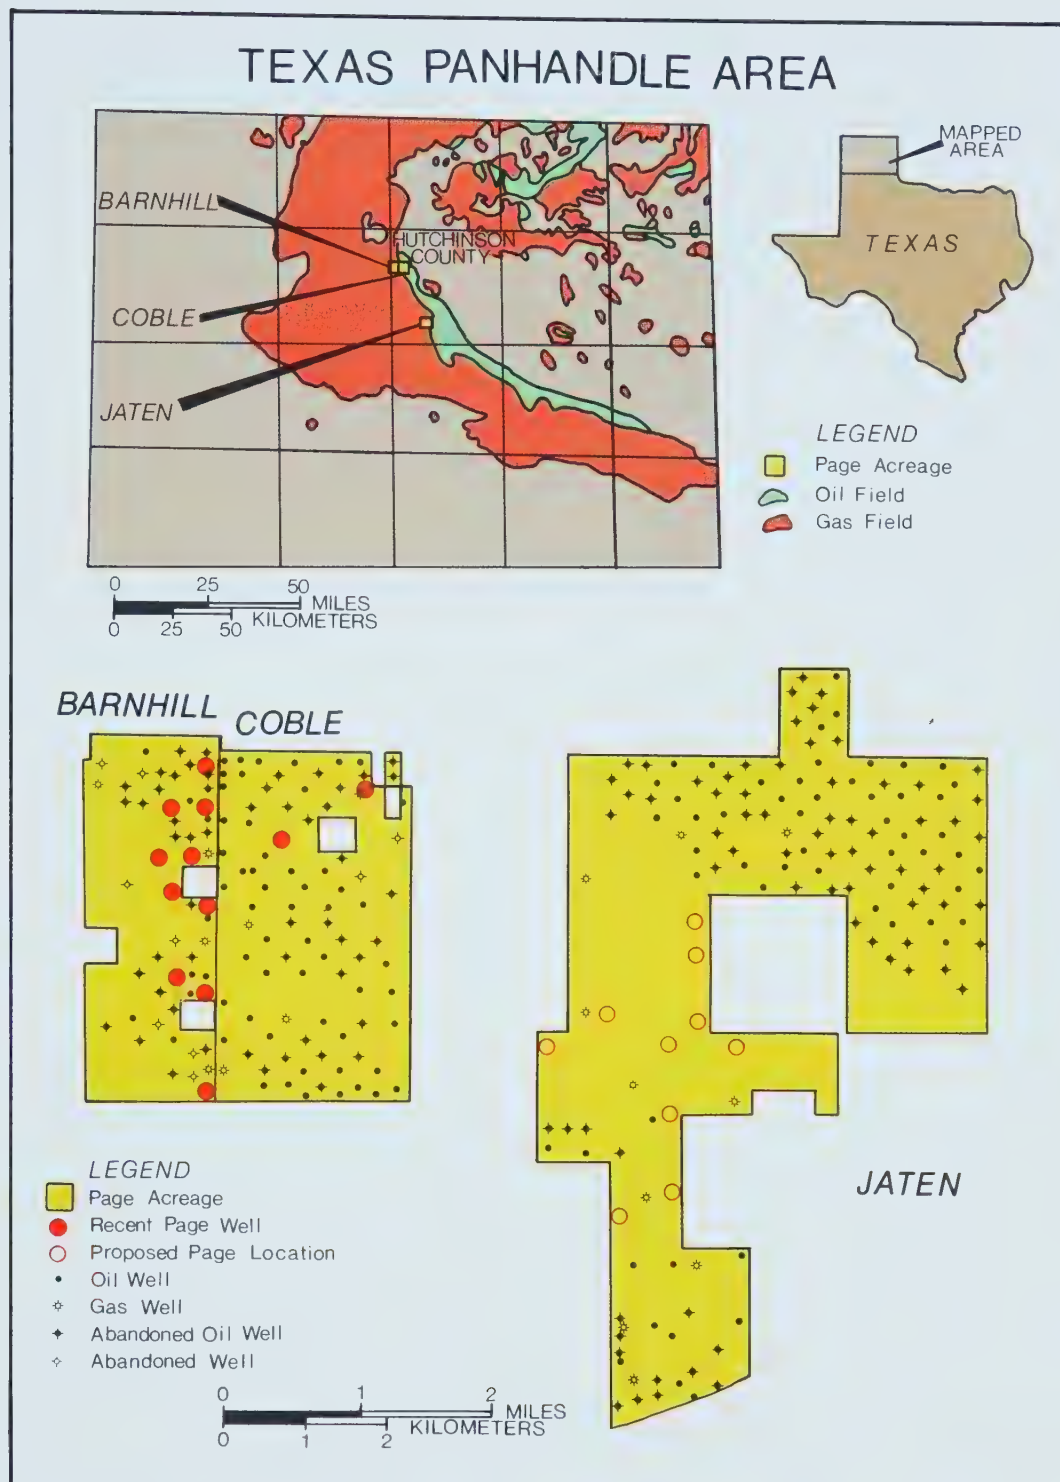 TEXAS PANHANDLE AREA
BARNHILL
HUTCHINSON
COUNTY
COBLE
JATEN
MAPPED
AREA
TEXAS
LEGEND
Page Acreage
Oil Field
Gas Field
0 25 50
MILES
KILOMETERS
0 25 50
BARNHILL
COBLE
JATEN
LEGEND
Page Acreage
Recent Page Well
Proposed Page Location
Oil Well
Gas Well
Abandoned Oil Well
Abandoned Well
0 1 2
MILES
KILOMETERS
0 1 2